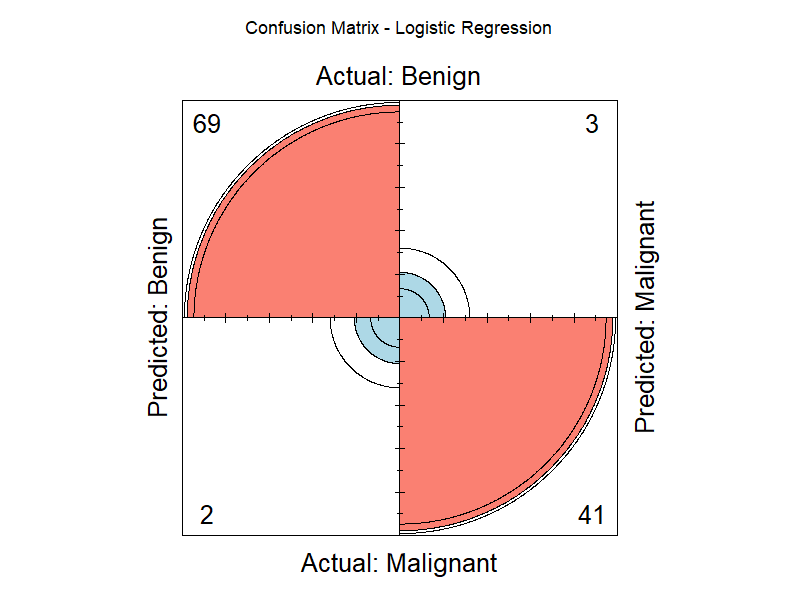 Confusion Matrix - Logistic Regression
Actual: Benign
69
3
Predicted: Benign
Predicted: Malignant
2
41
Actual: Malignant